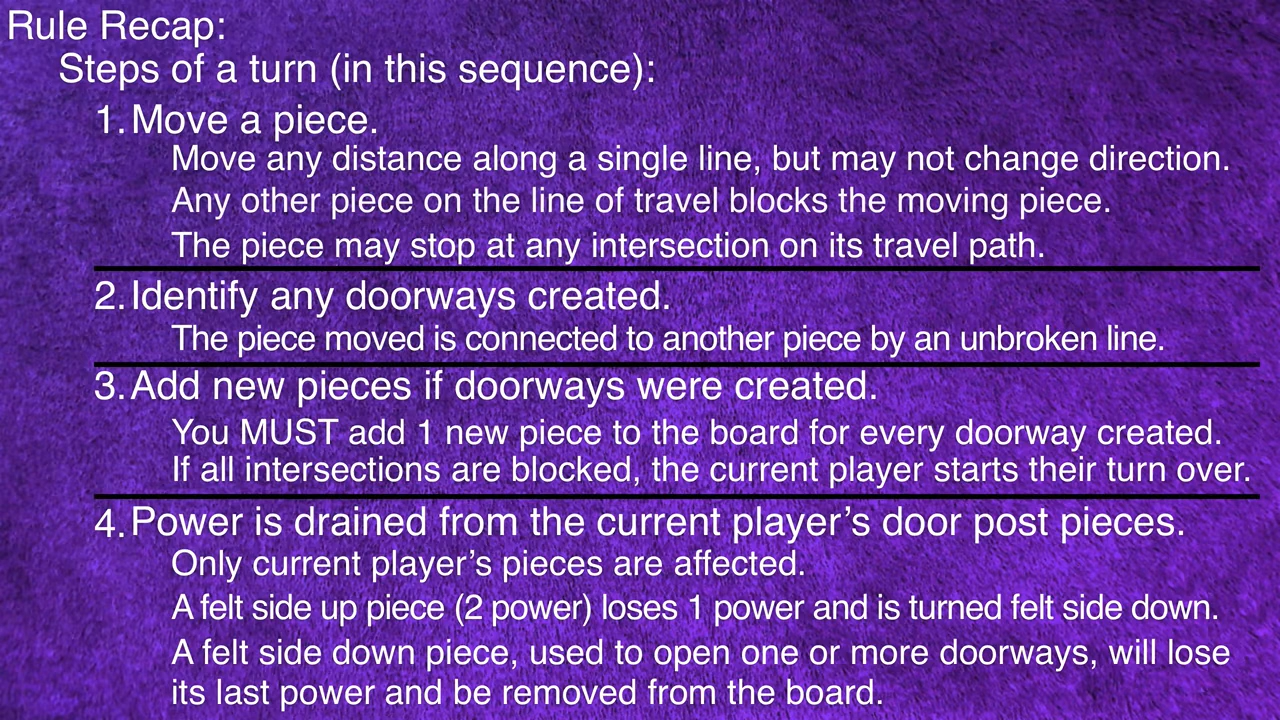 Rule Recap:
Steps of a turn (in this sequence):
1. Move a piece.
Move any distance along a single line, but may not change direction.
Any other piece on the line of travel blocks the moving piece.
The piece may stop at any intersection on its travel path.
2. Identify any doorways created.
The piece moved is connected to another piece by an unbroken line.
3. Add new pieces if doorways were created.
You MUST add 1 new piece to the board for every doorway created.
If all intersections are blocked, the current player starts their turn over.
4. Power is drained from the current player’s door post pieces.
Only current player’s pieces are affected.
A felt side up piece (2 power) loses 1 power and is turned felt side down.
A felt side down piece, used to open one or more doorways, will lose
its last power and be removed from the board.